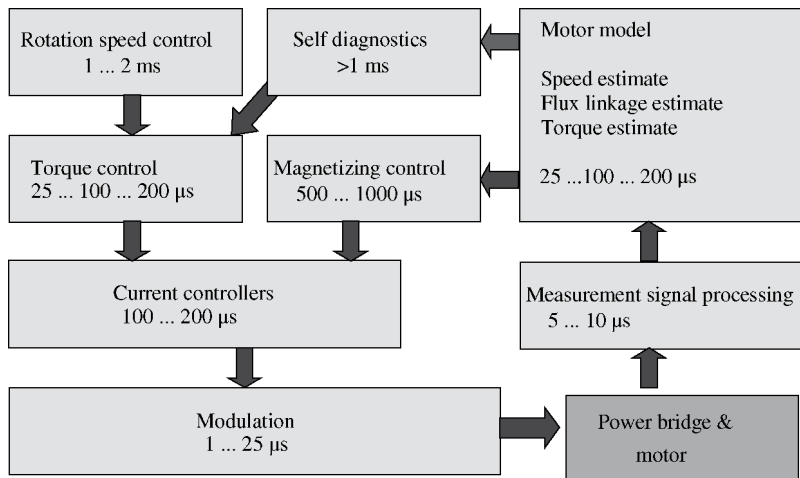 Rotation speed control
1 ... 2 ms
Self diagnostics
>1 ms
Motor model
Speed estimate
Flux linkage estimate
Torque estimate
25 ...100 ... 200 μs
Torque control
25 ... 100 ... 200 μs
Magnetizing control
500 ... 1000 μs
Current controllers
100 ... 200 μs
Measurement signal processing
5 ... 10 μs
Modulation
1 ... 25 μs
Power bridge &
motor